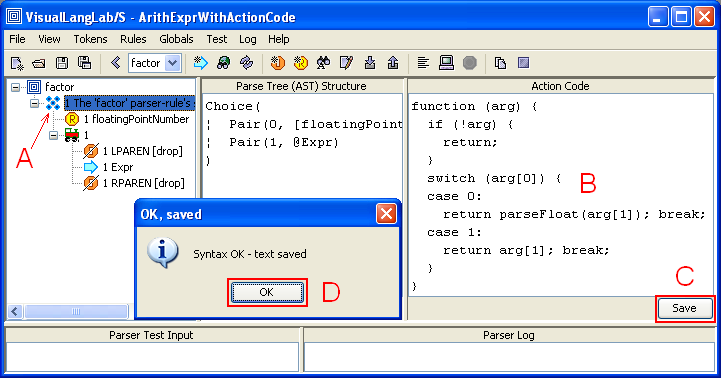 VisualLangLab/S - ArithExprWithActionCode
File View Tokens Rules Globals Test Log Help
factor
factor
1 The 'factor' parser-rule's
1 floatingPointNumber
1
1 LPAREN [drop]
1 Expr
1 RPAREN [drop]
A
Parse Tree (AST) Structure
Choice(
¦ Pair(0, [floatingPoint
¦ Pair(1, @Expr)
)
Action Code
function (arg) {
if (!arg) {
return;
}
switch (arg[0]) {
case 0:
return parseFloat(arg[1]); break;
case 1:
return arg[1]; break;
}
}
B
C
Save
OK, saved
Syntax OK - text saved
OK
D
Parser Test Input
Parser Log